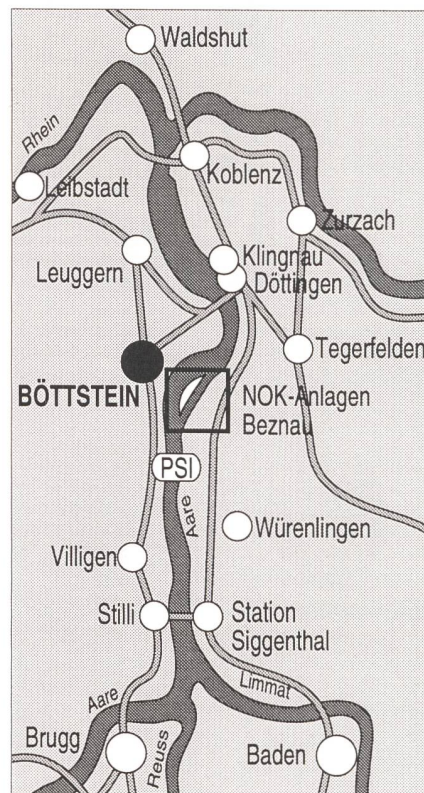 Waldshut
Rhein
Koblenz
Leibstadt
Zurzach
Klingnau
Leuggern
Döttingen
Tegerfelden
BÖTTSTEIN
NOK-Anlagen
Beznau
PSI
Aare
Würenlingen
Villigen
Stilli
Station
Siggenthal
Limmat
Aare
Brugg
Reuss
Baden